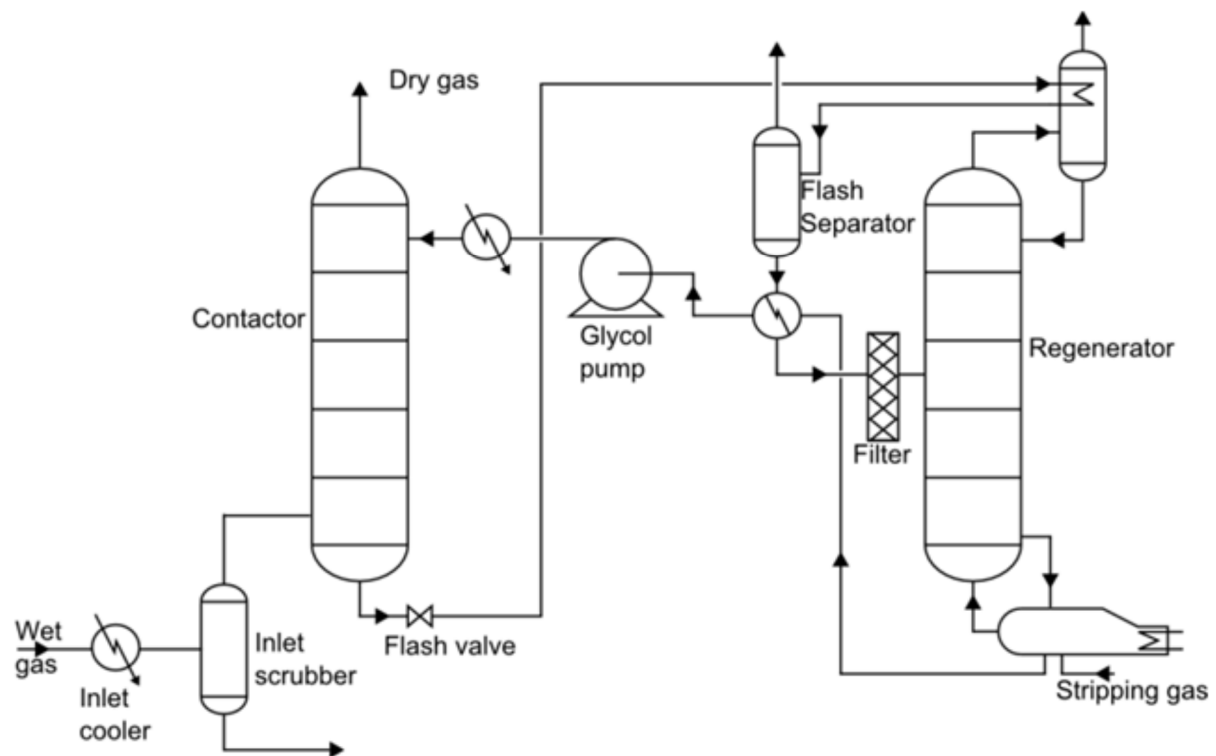 Dry gas
Flash
Separator
Contactor
Glycol
pump
Regenerator
Filter
Wet
gas
Inlet
cooler
Inlet
scrubber
Flash valve
Stripping gas